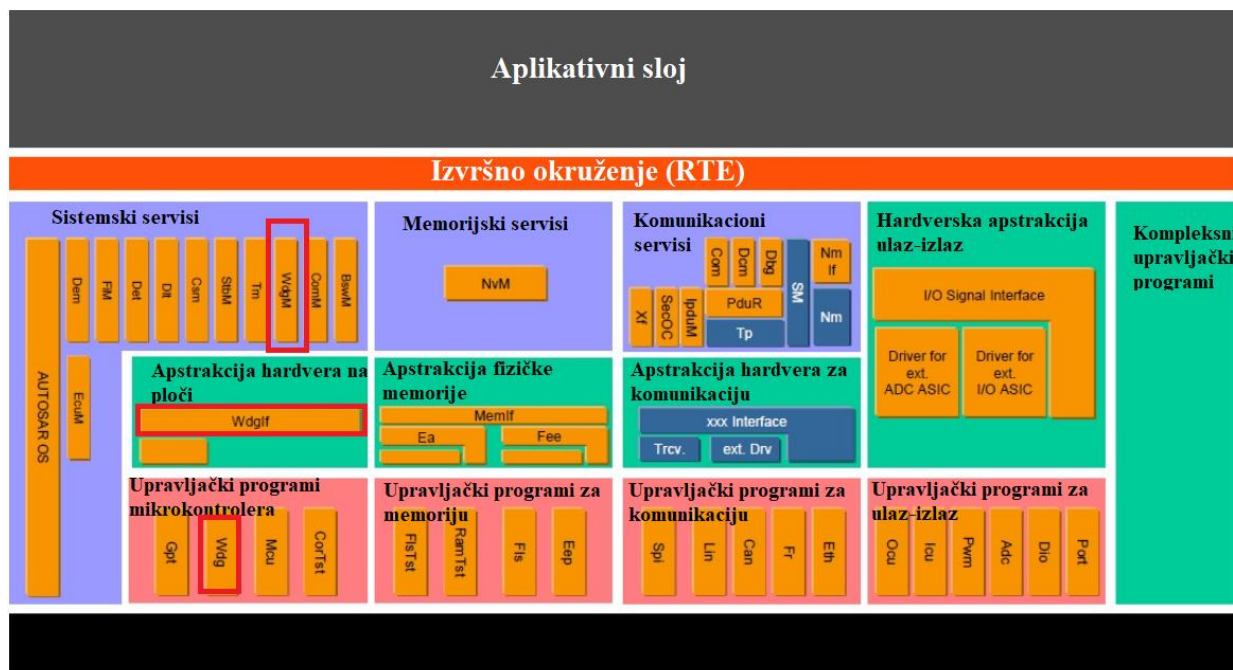 Aplikativni sloj
Izvršno okruženje (RTE)
Sistemski servisi
AUTOSAR OS
Dem
FIM
Det
Dlt
Csm
StbM
Tm
WdgM
ComM
BswM
EcuM
Memorijski servisi
NvM
Komunikacioni
servisi
Xf
SecOC
IpduM
Com
Dcm
Dbg
PduR
Tp
SM
Nm
If
Nm
Hardverska apstrakcija
ulaz-izlaz
I/O Signal Interface
Driver for
ext.
ADC ASIC
Driver for
ext.
I/O ASIC
Kompleksni
upravljački
programi
Apstrakcija hardvera na
ploči
WdgIf
Apstrakcija fizičke
memorije
MemIf
Ea
Fee
Apstrakcija hardvera za
komunikaciju
xxx Interface
Trcv.
ext. Drv
Upravljački programi
mikrokontrolera
Gpt
Wdg
Mcu
CorTst
Upravljački programi za
memoriju
FlsTst
RamTst
Fls
Eep
Upravljački programi za
komunikaciju
Spi
Lin
Can
Fr
Eth
Upravljački programi za
ulaz-izlaz
Ocu
Icu
Pwm
Adc
Dio
Port